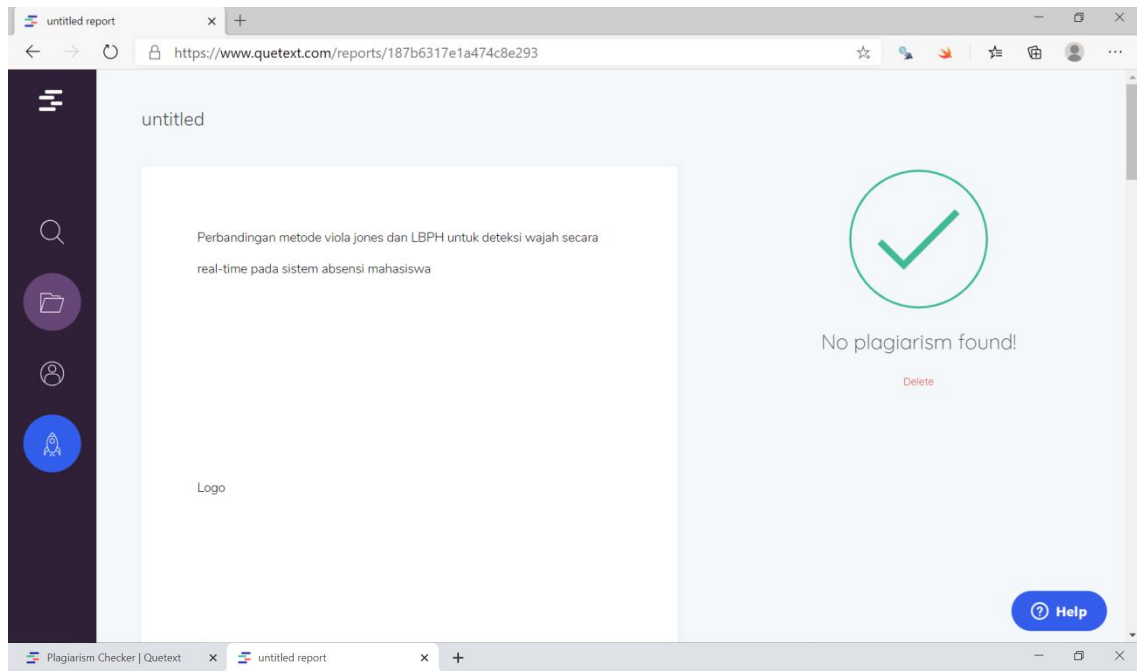 untitled report
https://www.quetext.com/reports/187b6317e1a474c8e293
untitled
Perbandingan metode viola jones dan LBPH untuk deteksi wajah secara
real-time pada sistem absensi mahasiswa
Logo
No plagiarism found!
Delete
Help
Plagiarism Checker | Quetext
untitled report